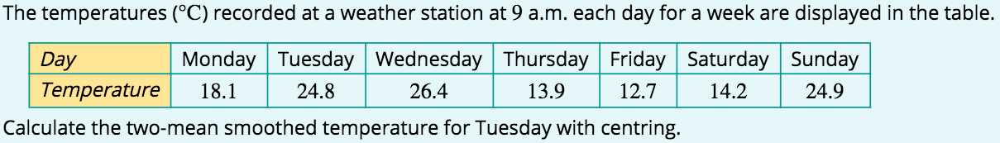 The temperatures (°C) recorded at a weather station at 9 a.m. each day for a week are displayed in the table.
Day Monday Tuesday Wednesday Thursday Friday Saturday Sunday
Temperature 18.1 24.8 26.4 13.9 12.7 14.2 24.9
Calculate the two-mean smoothed temperature for Tuesday with centring.